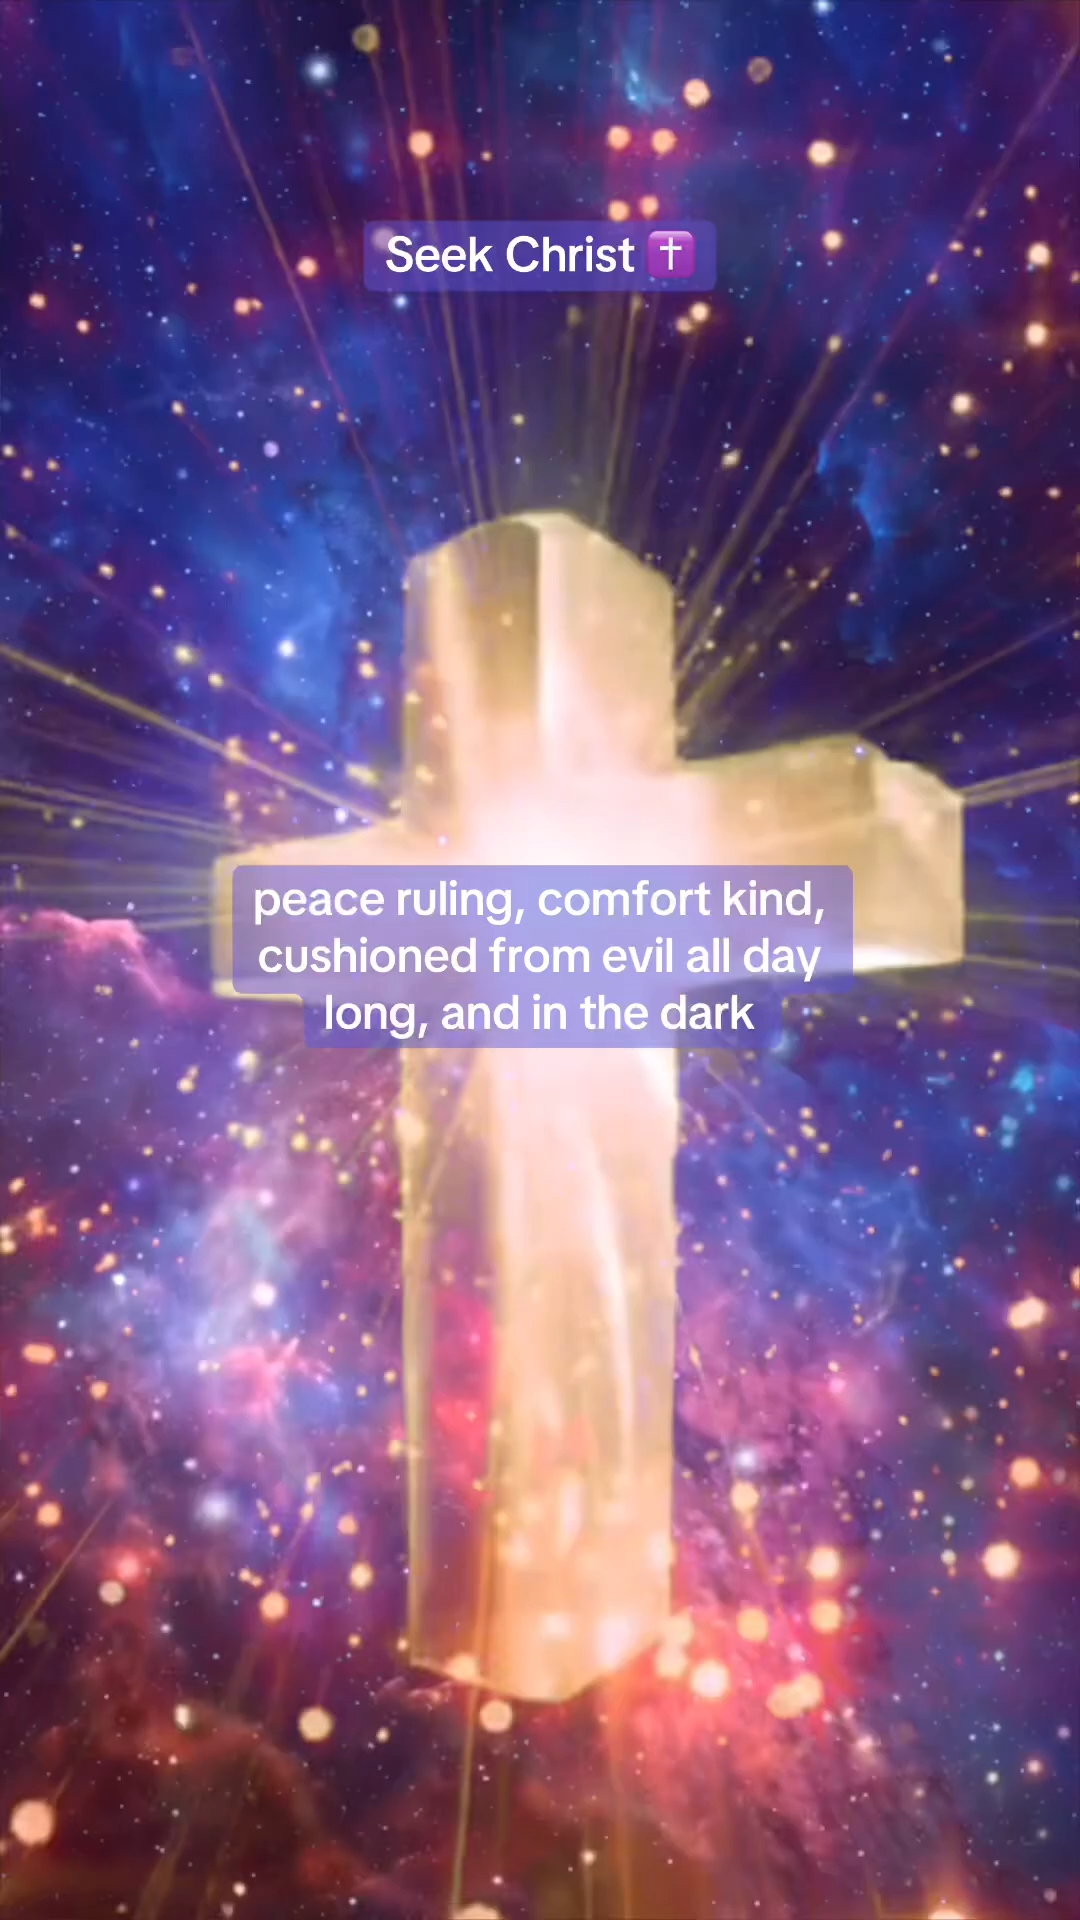 Seek Christ ✝️
peace ruling, comfort kind,
cushioned from evil all day
long, and in the dark